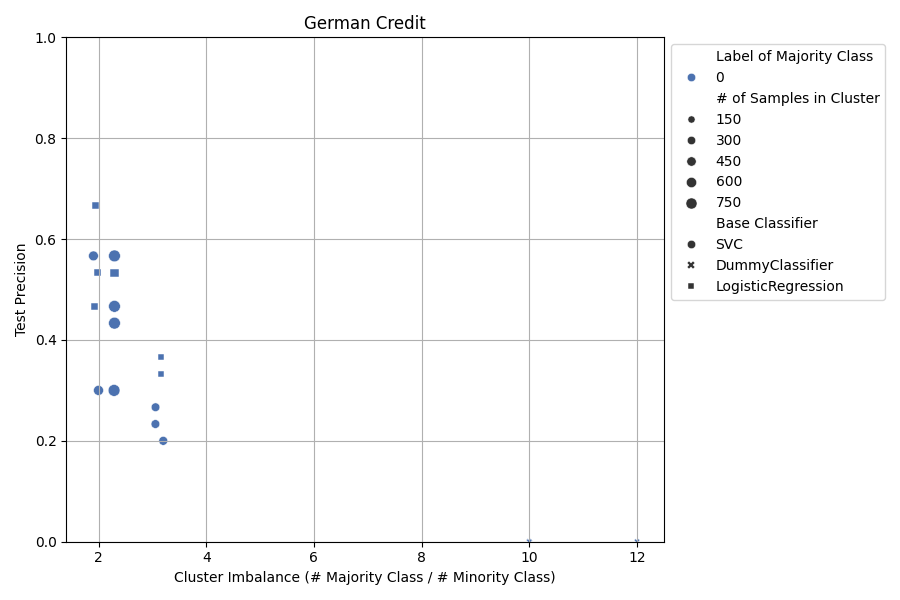 German Credit
1.0
0.8
0.6
0.4
0.2
0.0
Test Precision
2
4
6
8
10
12
Cluster Imbalance (# Majority Class / # Minority Class)
Label of Majority Class
0
# of Samples in Cluster
150
300
450
600
750
Base Classifier
SVC
DummyClassifier
LogisticRegression